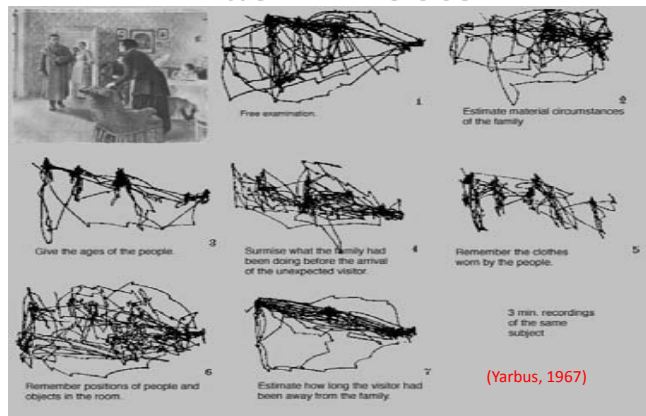 1
Free examination.
2
Estimate material circumstances
of the family
3
Give the ages of the people.
4
Surmise what the family had
been doing before the arrival
of the unexpected visitor.
5
Remember the clothes
worn by the people.
6
Remember positions of people and
objects in the room.
7
Estimate how long the visitor had
been away from the family.
3 min. recordings
of the same
subject
(Yarbus, 1967)